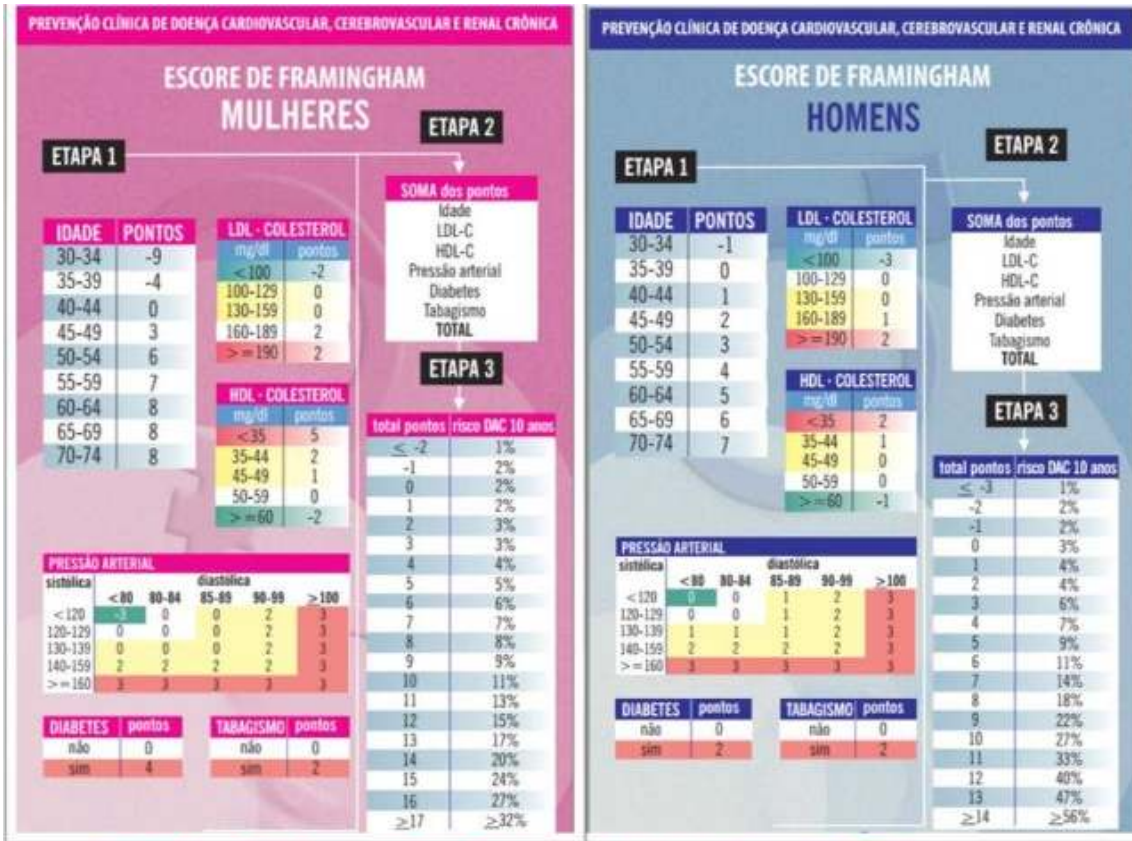 PREVENÇÃO CLÍNICA DE DOENÇA CARDIOVASCULAR, CEREBROVASCULAR E RENAL CRÔNICA
ESCORE DE FRAMINGHAM
MULHERES
ETAPA 1
ETAPA 2
SOMA dos pontos
Idade
LDL-C
HDL-C
Pressão arterial
Diabetes
Tabagismo
TOTAL
IDADE PONTOS
30-34 -9
35-39 -4
40-44 0
45-49 3
50-54 6
55-59 7
60-64 8
65-69 8
70-74 8
LDL - COLESTEROL
mg/dl pontos
<100 -2
100-129 0
130-159 0
160-189 2
>=190 2
HDL - COLESTEROL
mg/dl pontos
<35 5
35-44 2
45-49 1
50-59 0
>=60 -2
ETAPA 3
total pontos risco DAC 10 anos
≤ -2 1%
-1 2%
0 2%
1 2%
2 3%
3 3%
4 4%
5 5%
6 6%
7 7%
8 8%
9 9%
10 11%
11 13%
12 15%
13 17%
14 20%
15 24%
16 27%
≥17 ≥32%
PRESSÃO ARTERIAL
sistólica diastólica
<80 80-84 85-89 90-99 ≥100
<120 -3 0 0 2 3
120-129 0 0 0 2 3
130-139 0 0 0 2 3
140-159 2 2 2 2 3
>=160 3 3 3 3 3
DIABETES pontos
não 0
sim 4
TABAGISMO pontos
não 0
sim 2
PREVENÇÃO CLÍNICA DE DOENÇA CARDIOVASCULAR, CEREBROVASCULAR E RENAL CRÔNICA
ESCORE DE FRAMINGHAM
HOMENS
ETAPA 1
ETAPA 2
SOMA dos pontos
Idade
LDL-C
HDL-C
Pressão arterial
Diabetes
Tabagismo
TOTAL
IDADE PONTOS
30-34 -1
35-39 0
40-44 1
45-49 2
50-54 3
55-59 4
60-64 5
65-69 6
70-74 7
LDL - COLESTEROL
mg/dl pontos
<100 -3
100-129 0
130-159 0
160-189 1
>=190 2
HDL - COLESTEROL
mg/dl pontos
<35 2
35-44 1
45-49 0
50-59 0
>=60 -1
ETAPA 3
total pontos risco DAC 10 anos
≤ -3 1%
-2 2%
-1 2%
0 3%
1 4%
2 4%
3 6%
4 7%
5 9%
6 11%
7 14%
8 18%
9 22%
10 27%
11 33%
12 40%
13 47%
≥14 ≥56%
PRESSÃO ARTERIAL
sistólica diastólica
<80 80-84 85-89 90-99 ≥100
<120 0 0 1 2 3
120-129 0 0 1 2 3
130-139 1 1 1 2 3
140-159 2 2 2 2 3
>=160 3 3 3 3 3
DIABETES pontos
não 0
sim 2
TABAGISMO pontos
não 0
sim 2